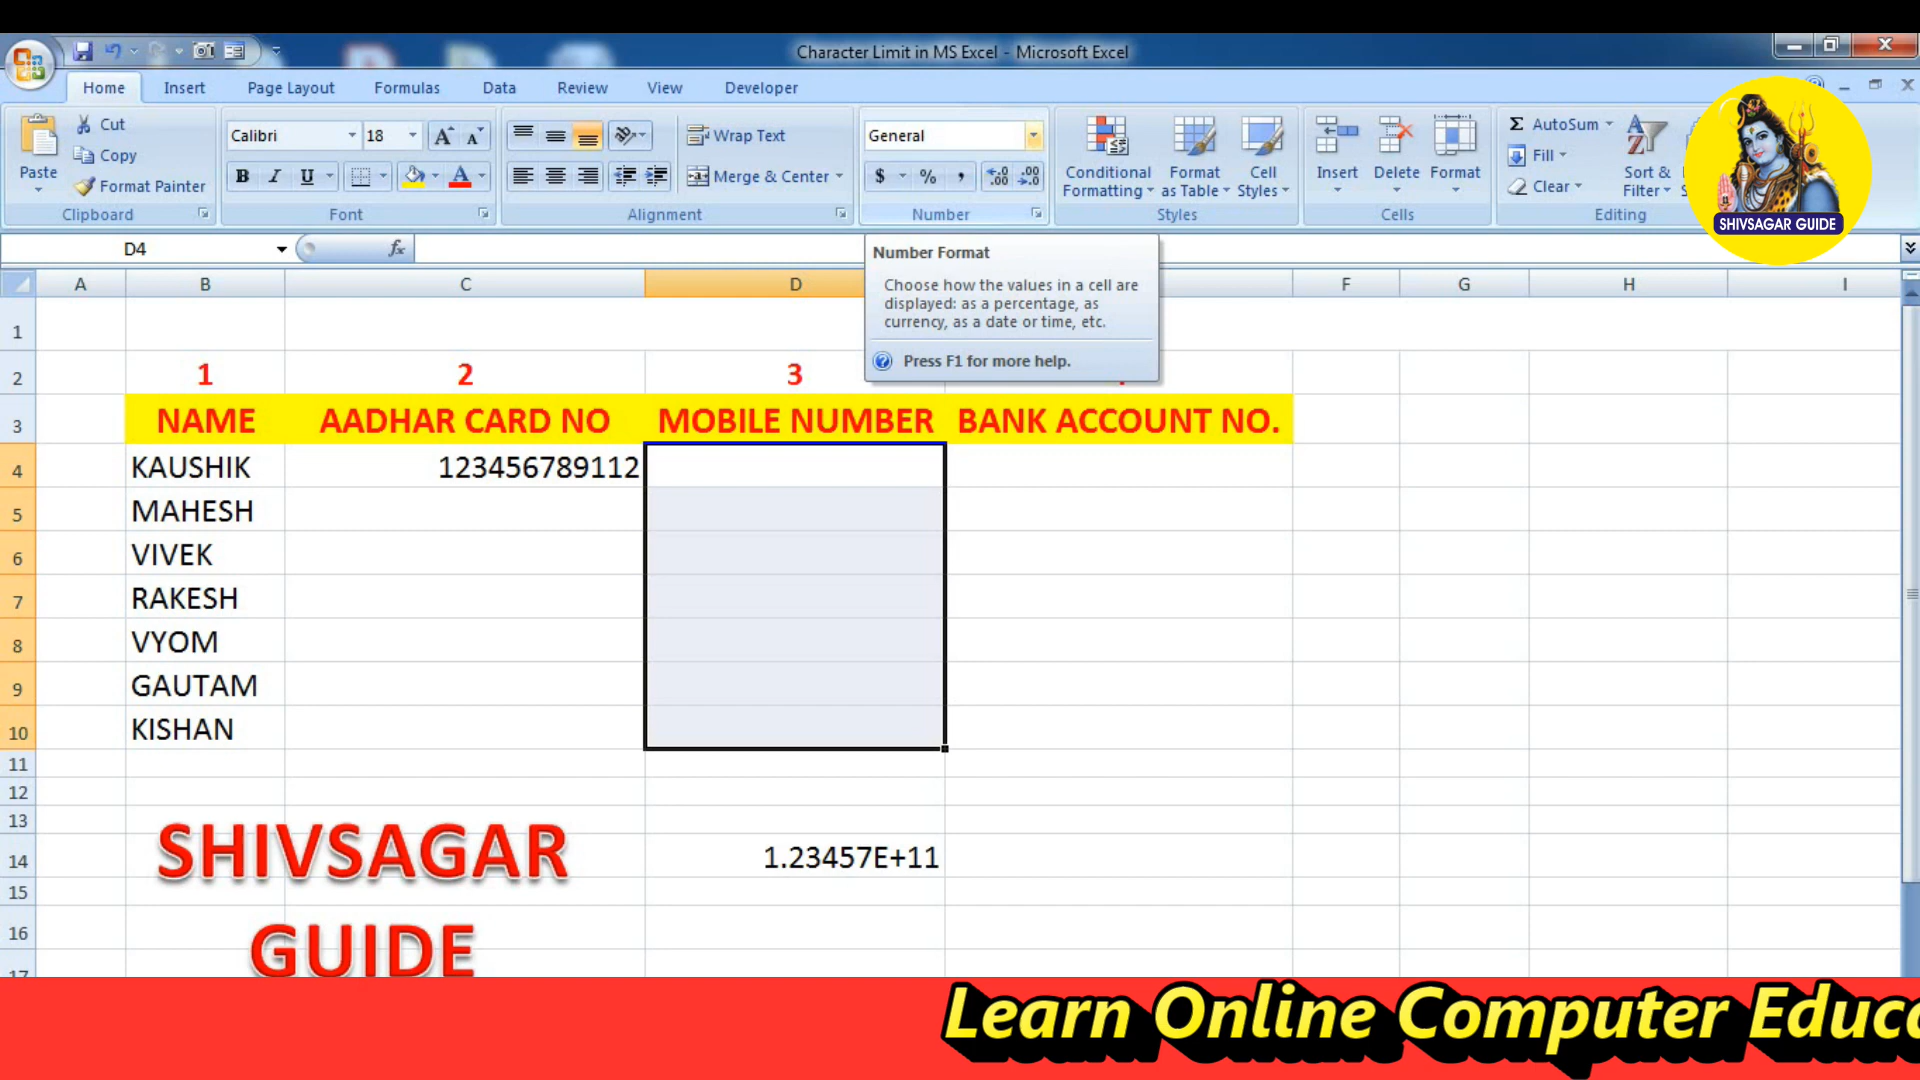 Character Limit in MS Excel - Microsoft Excel
Home Insert Page Layout Formulas Data Review View Developer
Paste Cut Copy Format Painter
Calibri 18
B I U
Wrap Text
Merge & Center
General
$ % ,
Conditional Formatting
Format as Table
Cell Styles
Insert Delete Format
Σ AutoSum
Fill
Clear
Sort & Filter
Clipboard Font Alignment Number Styles Cells Editing
SHIVSAGAR GUIDE
D4 fx
Number Format
Choose how the values in a cell are
displayed: as a percentage, as
currency, as a date or time, etc.
Press F1 for more help.
A B C D F G H I
1
2 1 2 3
3 NAME AADHAR CARD NO MOBILE NUMBER BANK ACCOUNT NO.
4 KAUSHIK 123456789112
5 MAHESH
6 VIVEK
7 RAKESH
8 VYOM
9 GAUTAM
10 KISHAN
11
12
13
14 1.23457E+11
15
16
SHIVSAGAR
GUIDE
Learn Online Computer Educ